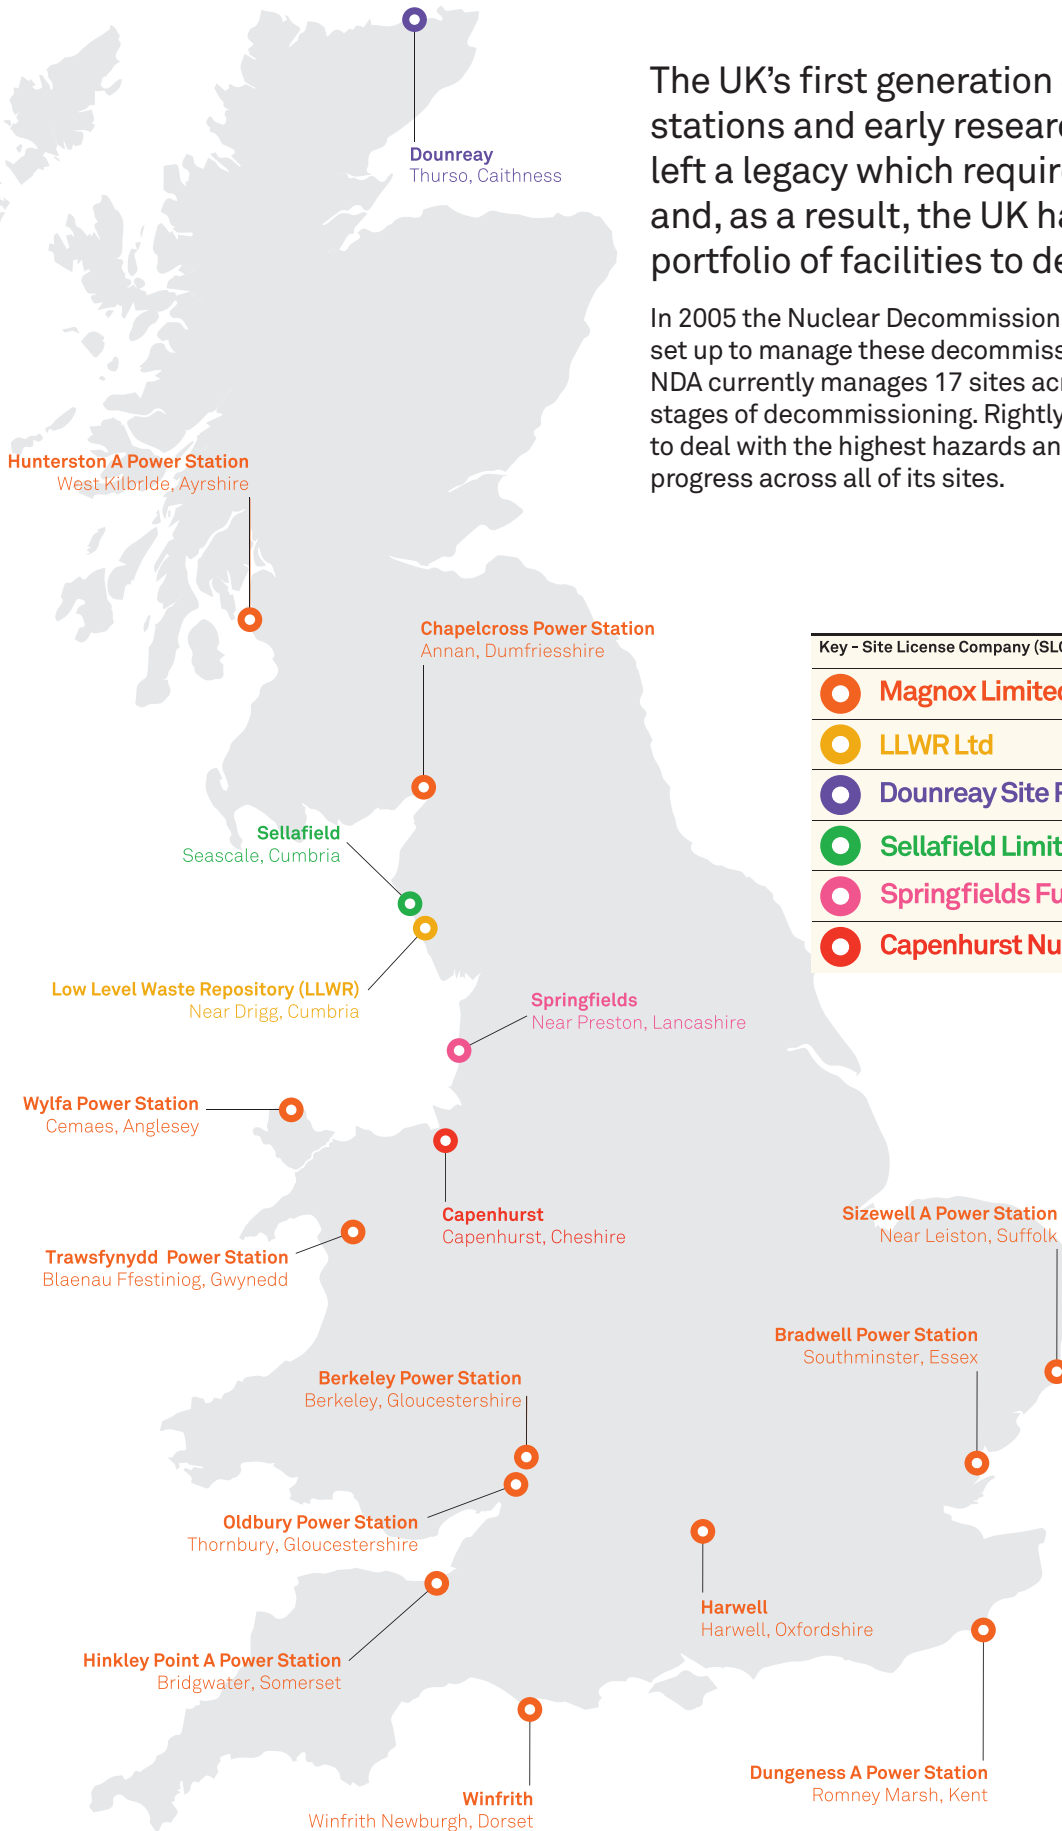 The UK's first generation
stations and early resear
left a legacy which require
and, as a result, the UK ha
portfolio of facilities to de
In 2005 the Nuclear Decommission
set up to manage these decommiss
NDA currently manages 17 sites acr
stages of decommissioning. Rightly
to deal with the highest hazards an
progress across all of its sites.
Dounreay
Thurso, Caithness
Hunterston A Power Station
West KilbrIde, Ayrshire
Chapelcross Power Station
Annan, Dumfriesshire
Key - Site License Company (SLC
Magnox Limited
LLWR Ltd
Dounreay Site R
Sellafield Limit
Springfields Fu
Capenhurst Nu
Sellafield
Seascale, Cumbria
Low Level Waste Repository (LLWR)
Near Drigg, Cumbria
Springfields
Near Preston, Lancashire
Wylfa Power Station
Cemaes, Anglesey
Capenhurst
Capenhurst, Cheshire
Sizewell A Power Station
Near Leiston, Suffolk
Trawsfynydd Power Station
Blaenau Ffestiniog, Gwynedd
Bradwell Power Station
Southminster, Essex
Berkeley Power Station
Berkeley, Gloucestershire
Oldbury Power Station
Thornbury, Gloucestershire
Harwell
Harwell, Oxfordshire
Hinkley Point A Power Station
Bridgwater, Somerset
Dungeness A Power Station
Romney Marsh, Kent
Winfrith
Winfrith Newburgh, Dorset